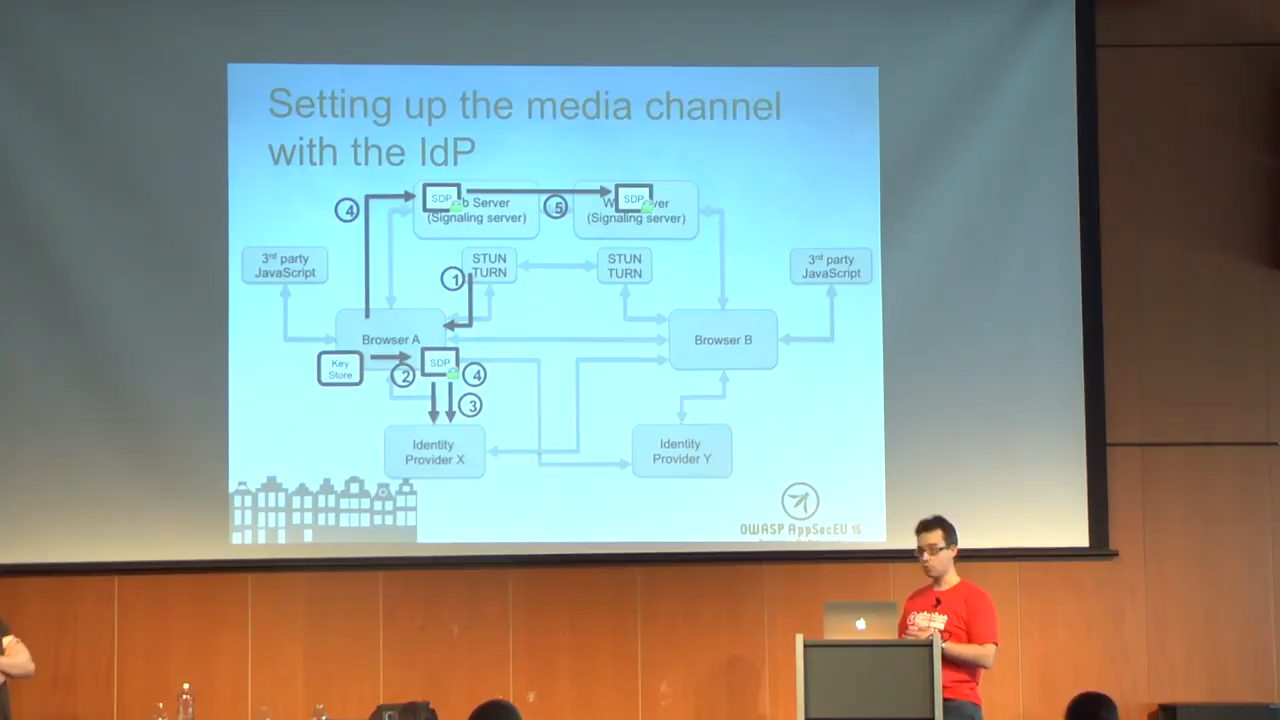 Setting up the media channel
with the IdP
4
SDP
b Server
(Signaling server)
5
SDP
W ver
(Signaling server)
3rd party
JavaScript
1
STUN
TURN
STUN
TURN
3rd party
JavaScript
Browser A
Browser B
Key
Store
2
SDP
4
3
Identity
Provider X
Identity
Provider Y
OWASP AppSecEU 15